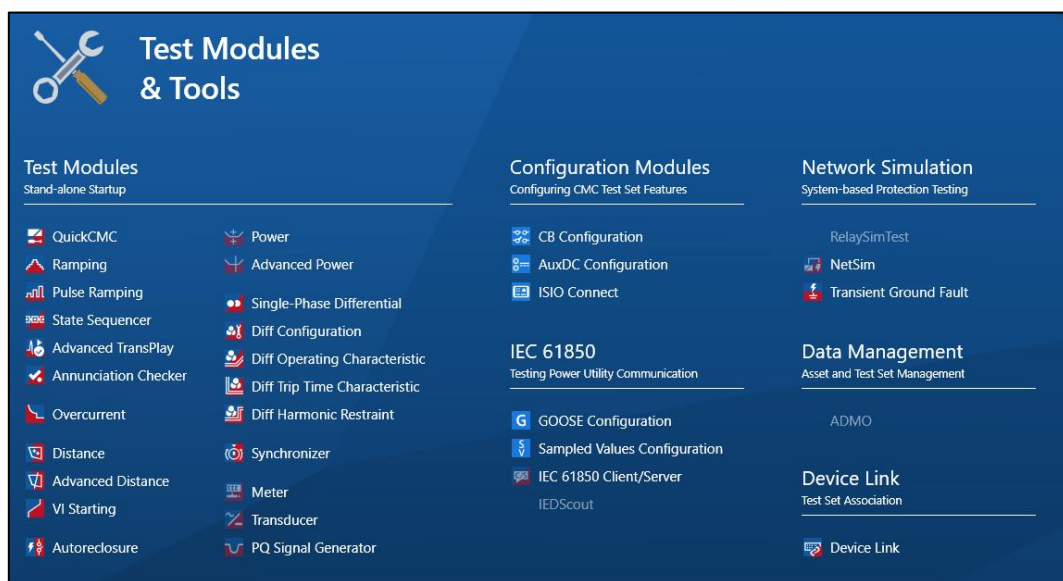 Test Modules
& Tools
Test Modules
Stand-alone Startup
QuickCMC
Ramping
Pulse Ramping
State Sequencer
Advanced TransPlay
Annunciation Checker
Overcurrent
Distance
Advanced Distance
VI Starting
Autoreclosure
Power
Advanced Power
Single-Phase Differential
Diff Configuration
Diff Operating Characteristic
Diff Trip Time Characteristic
Diff Harmonic Restraint
Synchronizer
Meter
Transducer
PQ Signal Generator
Configuration Modules
Configuring CMC Test Set Features
CB Configuration
AuxDC Configuration
ISIO Connect
IEC 61850
Testing Power Utility Communication
G GOOSE Configuration
S
V
Sampled Values Configuration
IEC 61850 Client/Server
IEDScout
Network Simulation
System-based Protection Testing
RelaySimTest
NetSim
Transient Ground Fault
Data Management
Asset and Test Set Management
ADMO
Device Link
Test Set Association
Device Link